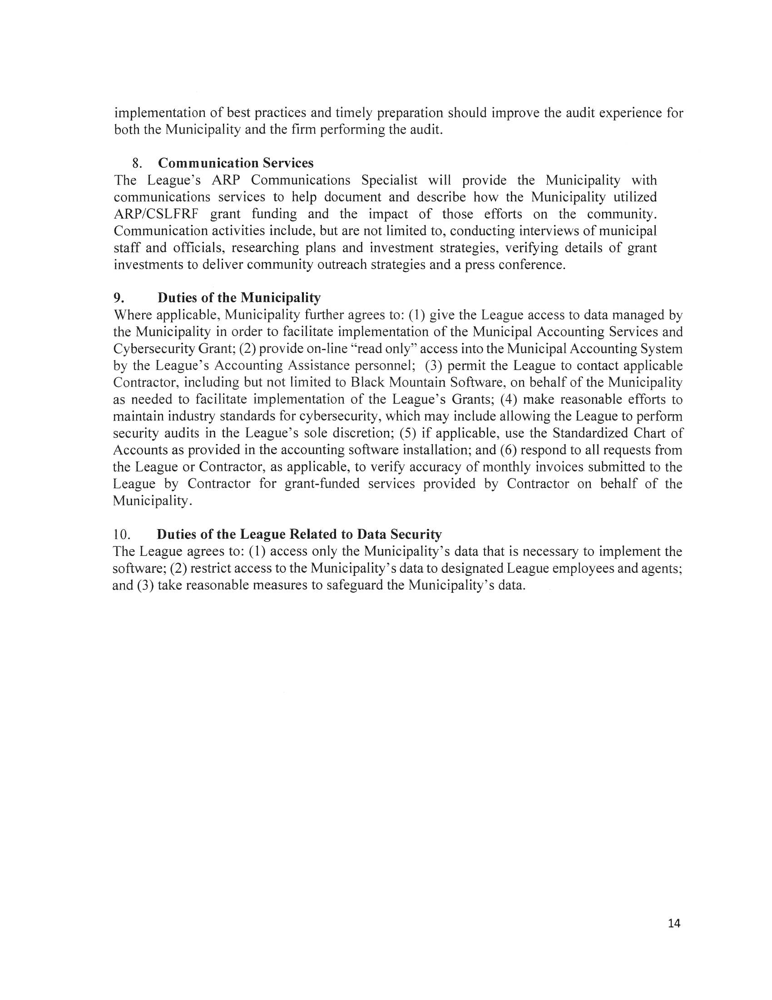 implementation of best practices and timely preparation should improve the audit experience for
both the Municipality and the firm performing the audit.
8. Communication Services
The League's ARP Communications Specialist will provide the Municipality with
communications services to help document and describe how the Municipality utilized
ARP/CSLFRF grant funding and the impact of those efforts on the community.
Communication activities include, but are not limited to, conducting interviews of municipal
staff and officials, researching plans and investment strategies, verifying details of grant
investments to deliver community outreach strategies and a press conference.
9. Duties of the Municipality
Where applicable, Municipality further agrees to: (1) give the League access to data managed by
the Municipality in order to facilitate implementation of the Municipal Accounting Services and
Cybersecurity Grant; (2) provide on-line “read only” access into the Municipal Accounting System
by the League's Accounting Assistance personnel; (3) permit the League to contact applicable
Contractor, including but not limited to Black Mountain Software, on behalf of the Municipality
as needed to facilitate implementation of the League's Grants; (4) make reasonable efforts to
maintain industry standards for cybersecurity, which may include allowing the League to perform
security audits in the League's sole discretion; (5) if applicable, use the Standardized Chart of
Accounts as provided in the accounting software installation; and (6) respond to all requests from
the League or Contractor, as applicable, to verify accuracy of monthly invoices submitted to the
League by Contractor for grant-funded services provided by Contractor on behalf of the
Municipality.
10. Duties of the League Related to Data Security
The League agrees to: (1) access only the Municipality's data that is necessary to implement the
software; (2) restrict access to the Municipality's data to designated League employees and agents;
and (3) take reasonable measures to safeguard the Municipality's data.
14